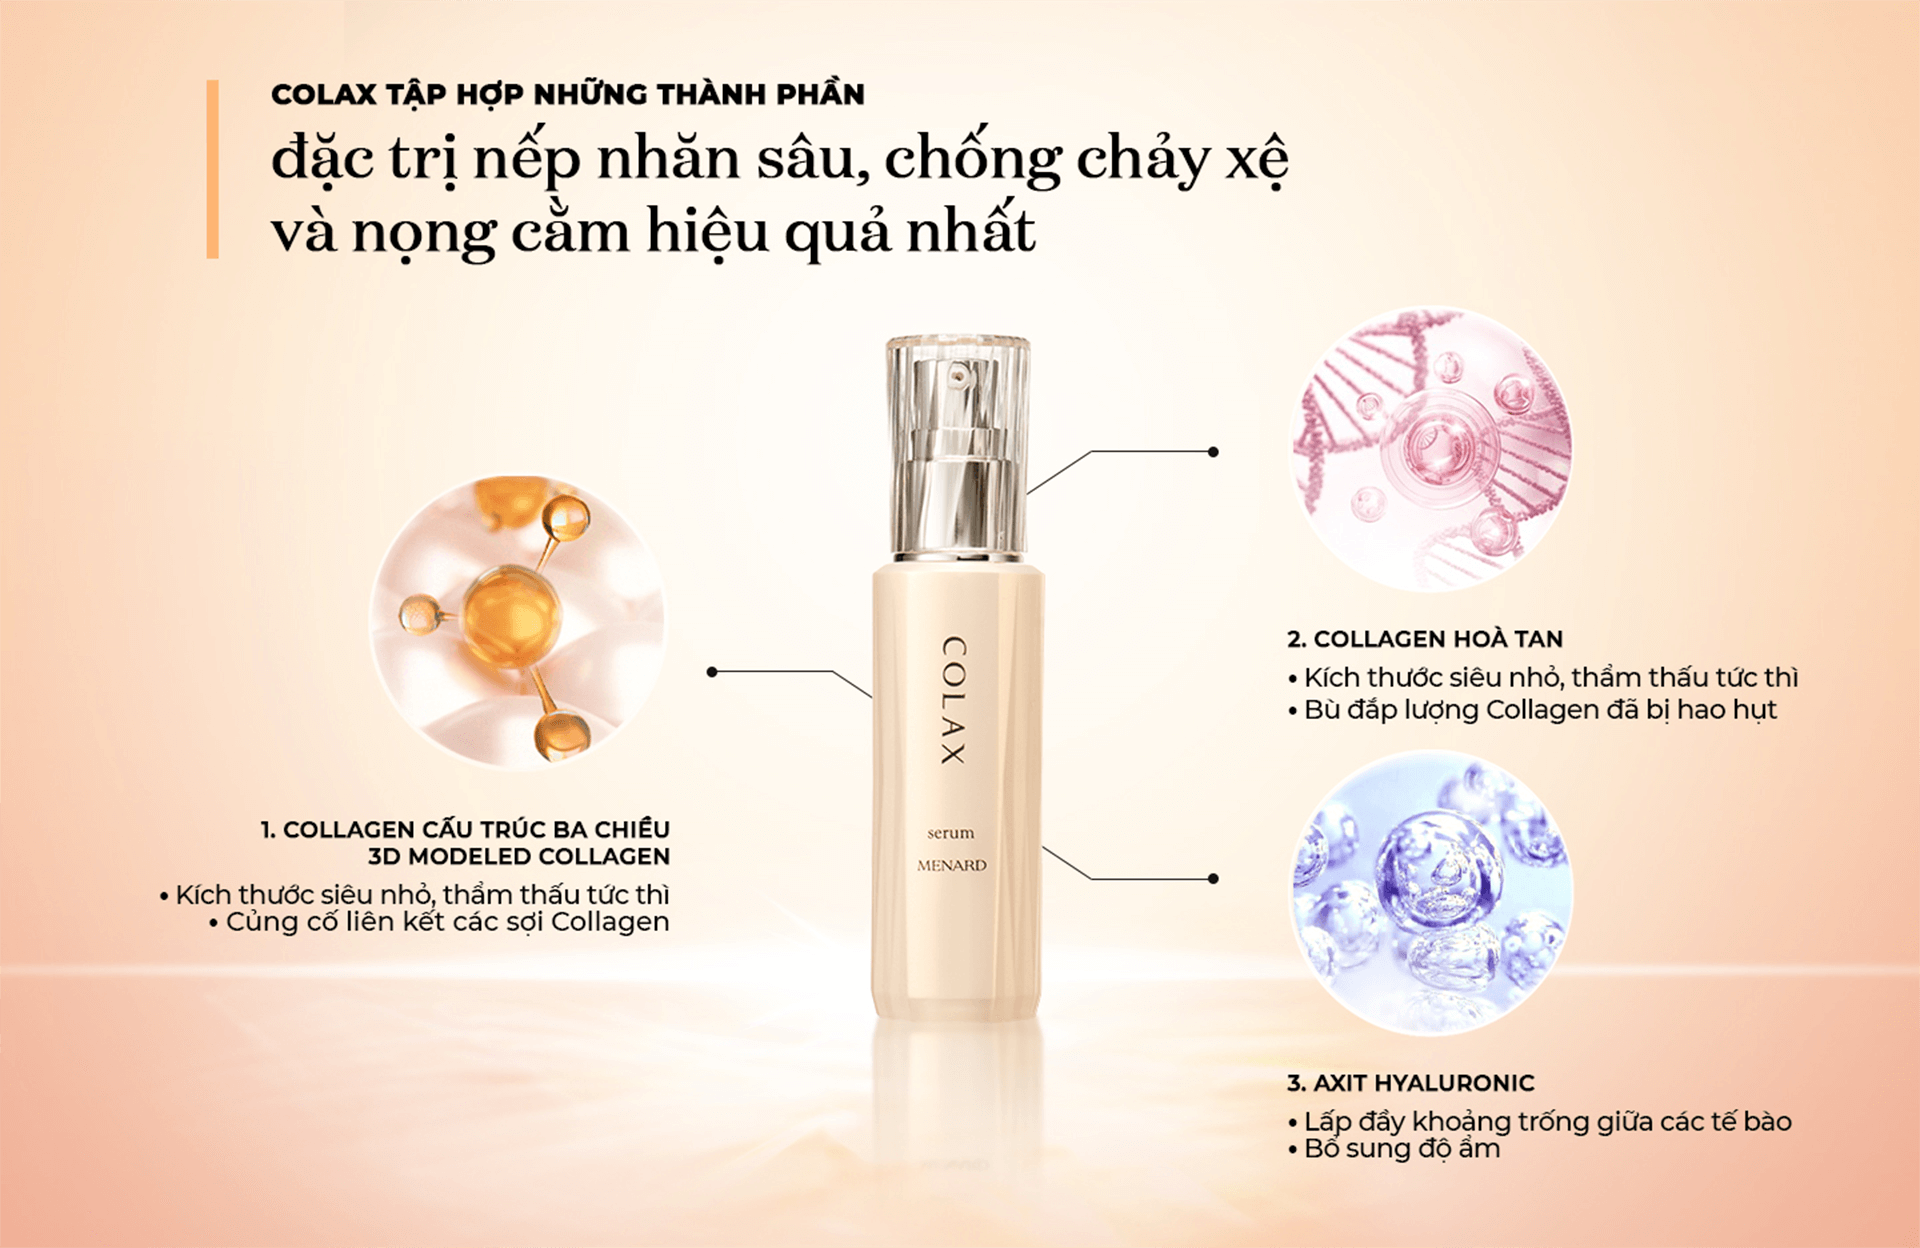 COLAX TẬP HỢP NHỮNG THÀNH PHẦN
đặc trị nếp nhăn sâu, chống chảy xệ
và nọng cằm hiệu quả nhất
COLAX
serum
MENARD
1. COLLAGEN CẤU TRÚC BA CHIỀU
3D MODELED COLLAGEN
• Kích thước siêu nhỏ, thẩm thấu tức thì
• Củng cố liên kết các sợi Collagen
2. COLLAGEN HOÀ TAN
• Kích thước siêu nhỏ, thẩm thấu tức thì
• Bù đắp lượng Collagen đã bị hao hụt
3. AXIT HYALURONIC
• Lấp đầy khoảng trống giữa các tế bào
• Bổ sung độ ẩm